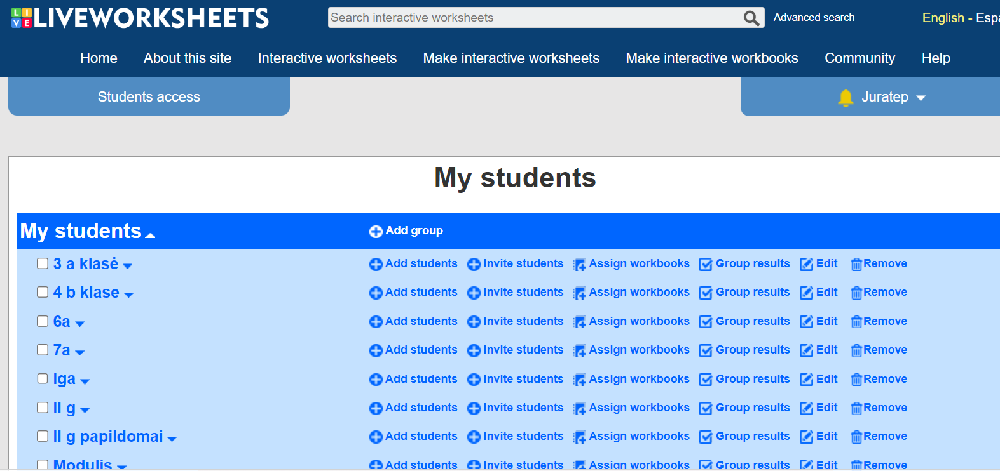 LIVE LIVEWORKSHEETS Search interactive worksheets Advanced search English - Espa
Home About this site Interactive worksheets Make interactive worksheets Make interactive workbooks Community Help
Students access Juratep
My students
My students Add group
3 a klasė Add students Invite students Assign workbooks Group results Edit Remove
4 b klase Add students Invite students Assign workbooks Group results Edit Remove
6a Add students Invite students Assign workbooks Group results Edit Remove
7a Add students Invite students Assign workbooks Group results Edit Remove
Iga Add students Invite students Assign workbooks Group results Edit Remove
II g Add students Invite students Assign workbooks Group results Edit Remove
II g papildomai Add students Invite students Assign workbooks Group results Edit Remove
Modulis Add students Invite students Assign workbooks Group results Edit Remove